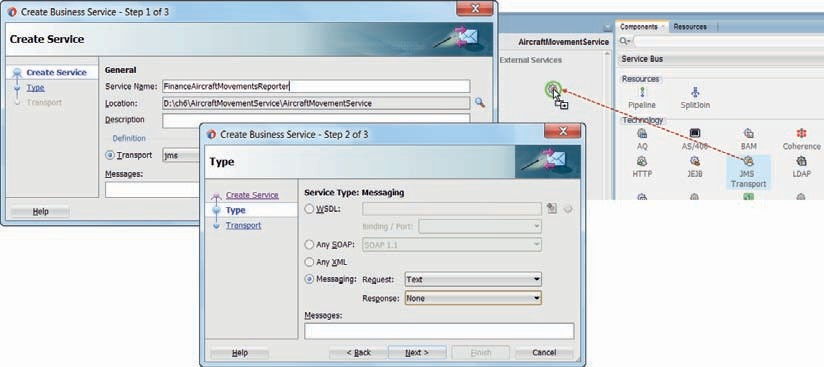 Create Business Service - Step 1 of 3
Create Service
Create Service
Type
Transport
General
Service Name: FinanceAircraftMovementsReporter
Location: D:\ch6\AircraftMovementService\AircraftMovementService
Description
Definition
Transport jms
Messages:
Help
Create Business Service - Step 2 of 3
Type
Create Service
Type
Transport
Service Type: Messaging
WSDL:
Binding / Port:
Any SOAP: SOAP 1.1
Any XML
Messaging: Request: Text
Response: None
Messages:
Help
< Back
Next >
Finish
Cancel
AircraftMovementService
External Services
Components
Resources
Service Bus
Resources
Pipeline
SplitJoin
Technology
AQ
AS/400
BAM
Coherence
HTTP
JEJB
JMS
Transport
LDAP